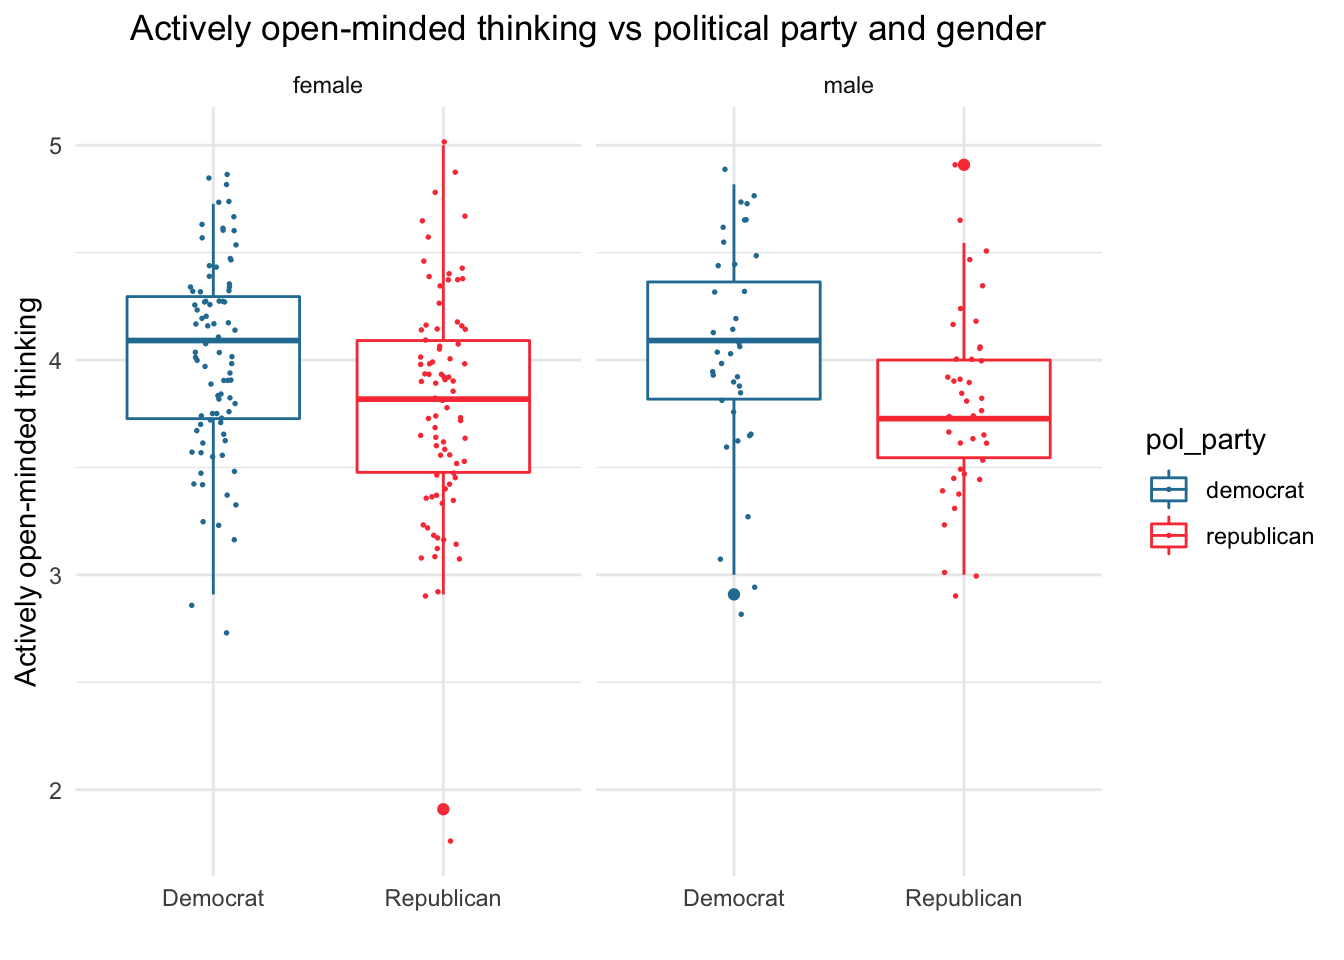 Actively open-minded thinking vs political party and gender
female
male
Actively open-minded thinking
5
4
3
2
Democrat
Republican
Democrat
Republican
pol_party
democrat
republican